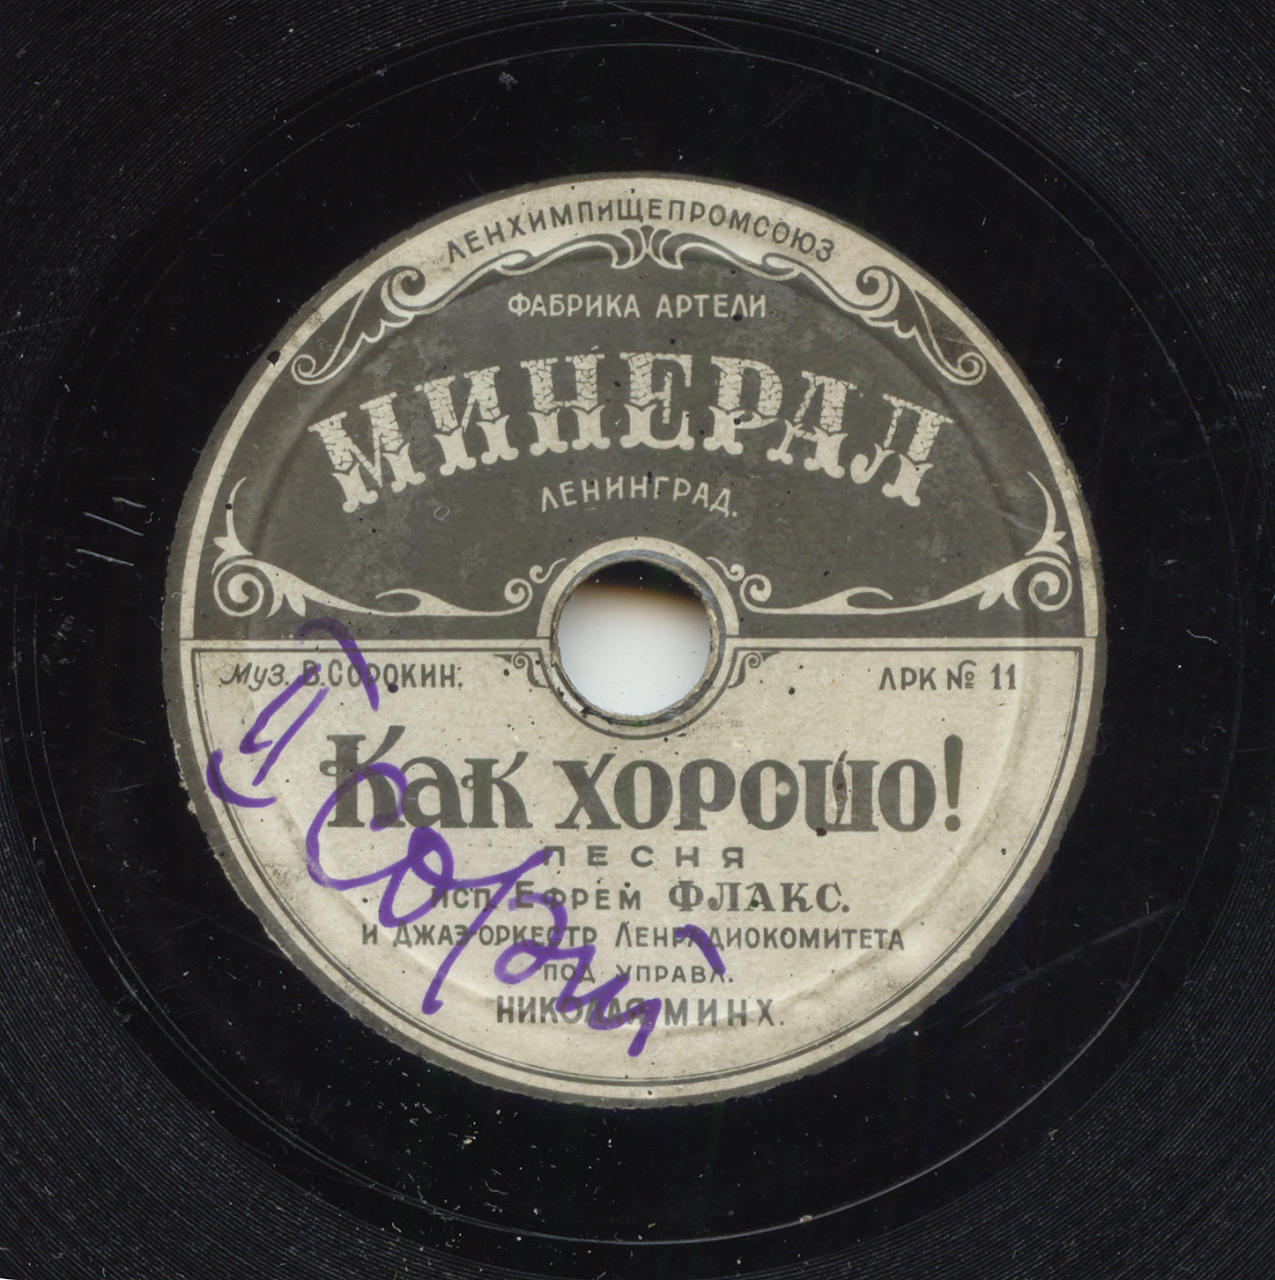 ЛЕНХИМПИЩЕПРОМСОЮЗ
ФАБРИКА АРТЕЛИ
МИНЕРАЛ
ЛЕНИНГРАД.
Муз. В. СОРОКИН. ЛРК № 11
Как хорошо!
ПЕСНЯ
исп. Ефрем ФЛАКС.
и джаз-оркестр Ленрадиокомитета
под управл.
Николая Минх.